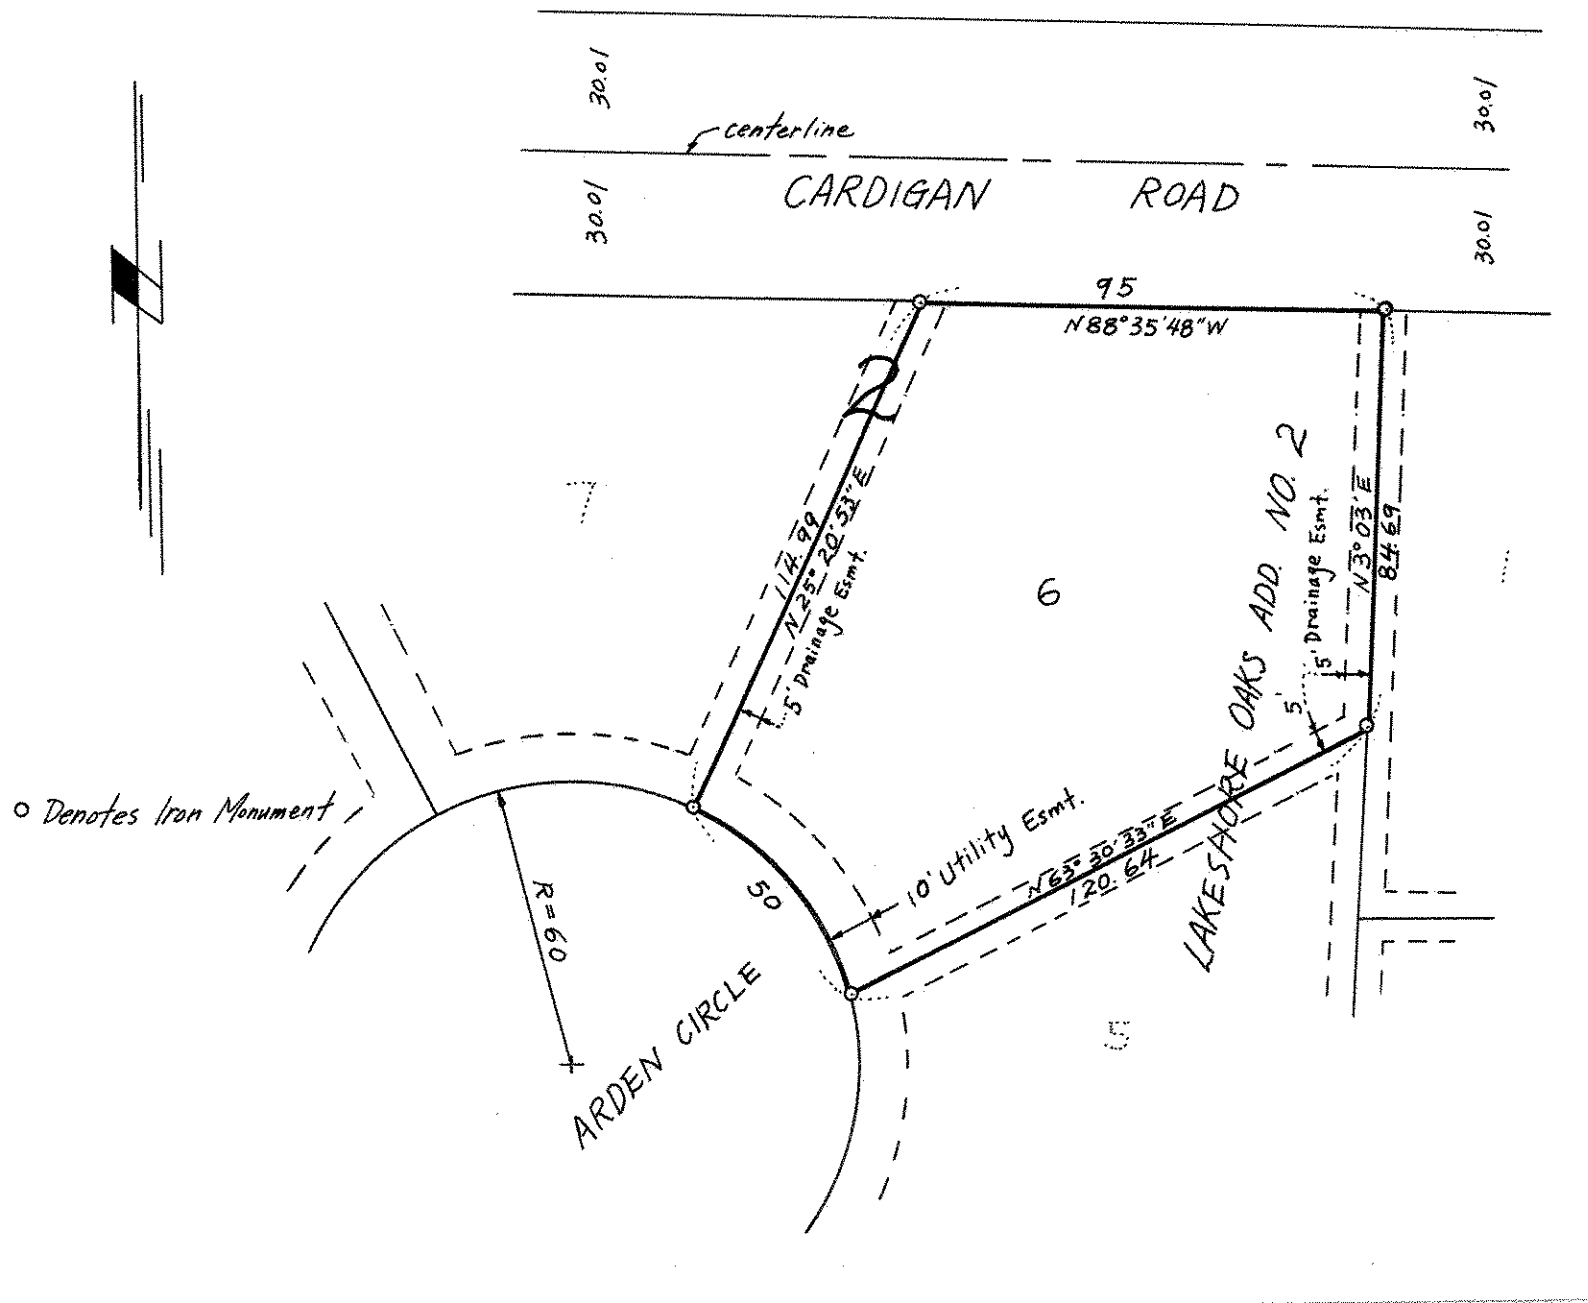 30.01
30.01
centerline
CARDIGAN ROAD
30.01
30.01
95
N88°35'48"W
2
7
114.99
N 25° 20' 53" E
5' Drainage Esmt.
6
LAKESHORE OAKS ADD. NO. 2
5' Drainage Esmt.
N3°03'E
84.69
5'
o Denotes Iron Monument
10' Utility Esmt.
N63° 30' 33" E
120.64
50
R=60
ARDEN CIRCLE
5